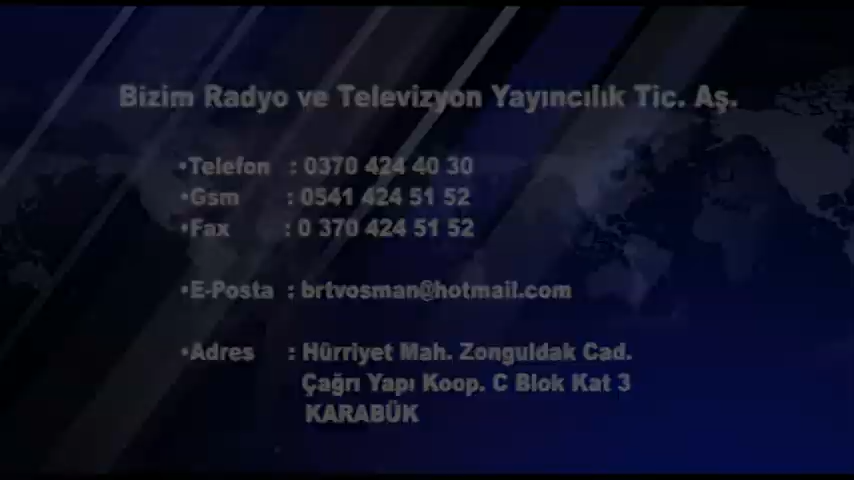 Bizim Radyo ve Televizyon Yayıncılık Tic. Aş.
•Telefon : 0370 424 40 30
•Gsm : 0541 424 51 52
•Fax : 0 370 424 51 52
•E-Posta : brtvosman@hotmail.com
•Adres : Hürriyet Mah. Zonguldak Cad.
Çağrı Yapı Koop. C Blok Kat 3
KARABÜK